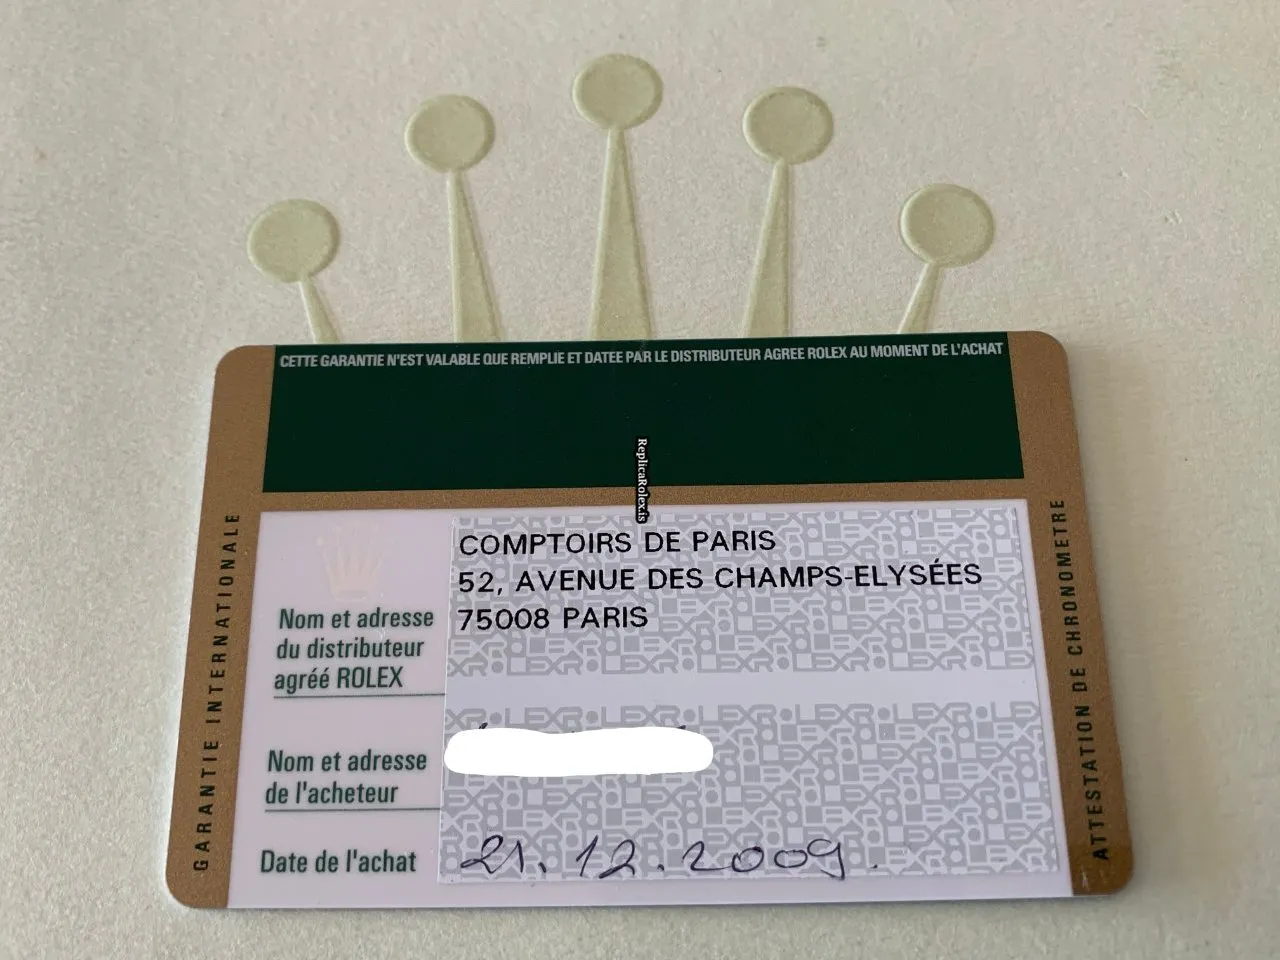 CETTE GARANTIE N'EST VALABLE QUE REMPLIE ET DATEE PAR LE DISTRIBUTEUR AGREE ROLEX AU MOMENT DE L'ACHAT
ReplicaRolex.is
GARANTIE INTERNATIONALE
Nom et adresse
du distributeur
agréé ROLEX
COMPTOIRS DE PARIS
52, AVENUE DES CHAMPS-ELYSÉES
75008 PARIS
Nom et adresse
de l'acheteur
Date de l'achat
21.12.2009.
ATTESTATION DE CHRONOMETRE